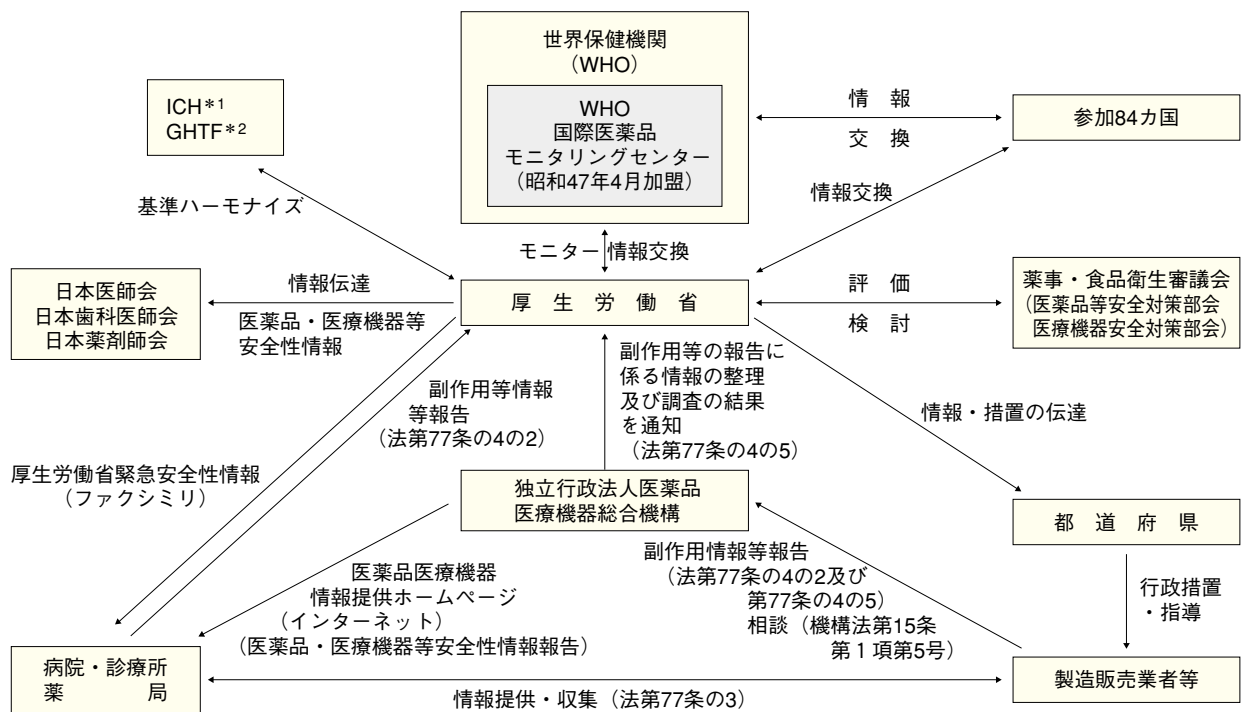 世界保健機関
(WHO)
WHO
国際医薬品
モニタリングセンター
(昭和47年4月加盟)
ICH*1
GHTF*2
情 報
交 換
参加84カ国
基準ハーモナイズ
情報交換
モニター 情報交換
日本医師会
日本歯科医師会
日本薬剤師会
情報伝達
医薬品・医療機器等
安全性情報
厚 生 労 働 省
評 価
検 討
薬事・食品衛生審議会
(医薬品等安全対策部会
医療機器安全対策部会)
副作用等情報
等報告
(法第77条の4の2)
副作用等の報告に
係る情報の整理
及び調査の結果
を通知
(法第77条の4の5)
情報・措置の伝達
厚生労働省緊急安全性情報
(ファクシミリ)
独立行政法人医薬品
医療機器総合機構
都 道 府 県
医薬品医療機器
情報提供ホームページ
(インターネット)
(医薬品・医療機器等安全性情報報告)
副作用情報等報告
(法第77条の4の2及び
第77条の4の5)
相談(機構法第15条
第1項第5号)
行政措置
・指導
病院・診療所
薬 局
情報提供・収集(法第77条の3)
製造販売業者等